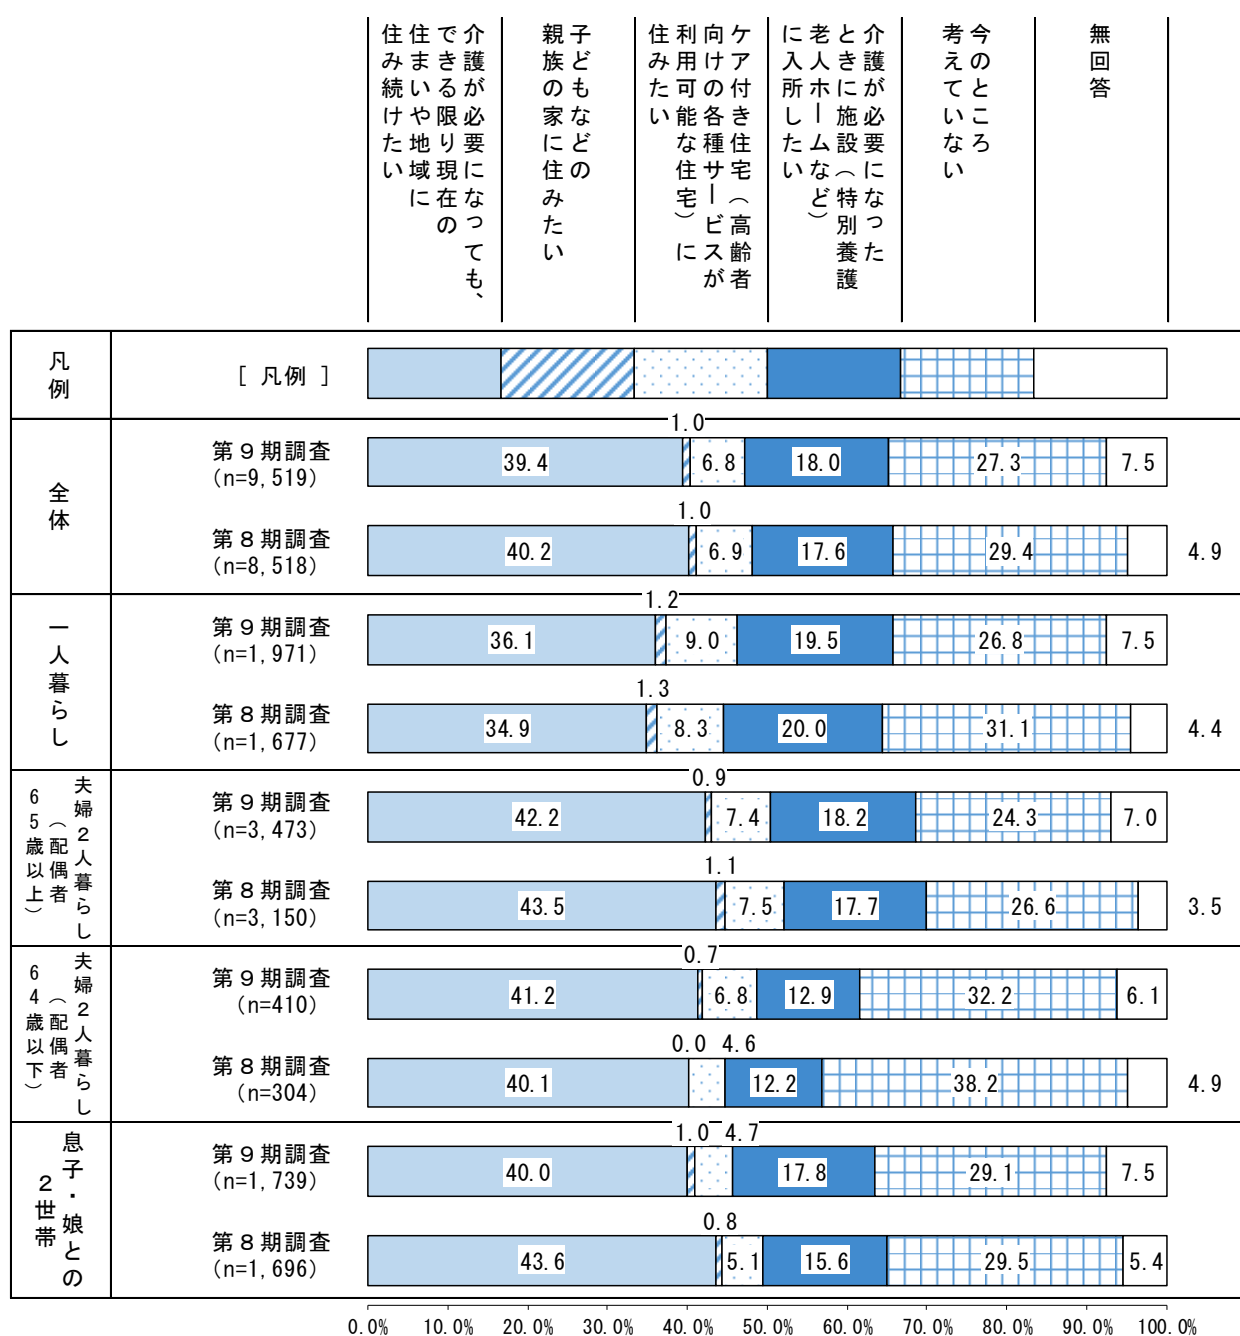 介護が必要になっても、
できる限り現在の
住まいや地域に
住み続けたい
子どもなどの
親族の家に住みたい
ケア付き住宅（高齢者
向けの各種サービスが
利用可能な住宅）に
住みたい
介護が必要になった
ときに施設（特別養護
老人ホームなど）
に入所したい
今のところ
考えていない
無回答
凡例
［ 凡例 ］
全体
第９期調査
(n=9,519)
1.0
39.4 6.8 18.0 27.3 7.5
第８期調査
(n=8,518)
1.0
40.2 6.9 17.6 29.4 4.9
一人暮らし
第９期調査
(n=1,971)
1.2
36.1 9.0 19.5 26.8 7.5
第８期調査
(n=1,677)
1.3
34.9 8.3 20.0 31.1 4.4
夫婦２人暮らし
（配偶者
６５歳以上）
第９期調査
(n=3,473)
0.9
42.2 7.4 18.2 24.3 7.0
第８期調査
(n=3,150)
1.1
43.5 7.5 17.7 26.6 3.5
夫婦２人暮らし
（配偶者
６４歳以下）
第９期調査
(n=410)
0.7
41.2 6.8 12.9 32.2 6.1
第８期調査
(n=304)
0.0 4.6
40.1 12.2 38.2 4.9
息子・娘との
２世帯
第９期調査
(n=1,739)
1.0 4.7
40.0 17.8 29.1 7.5
第８期調査
(n=1,696)
0.8
43.6 5.1 15.6 29.5 5.4
0.0% 10.0% 20.0% 30.0% 40.0% 50.0% 60.0% 70.0% 80.0% 90.0% 100.0%